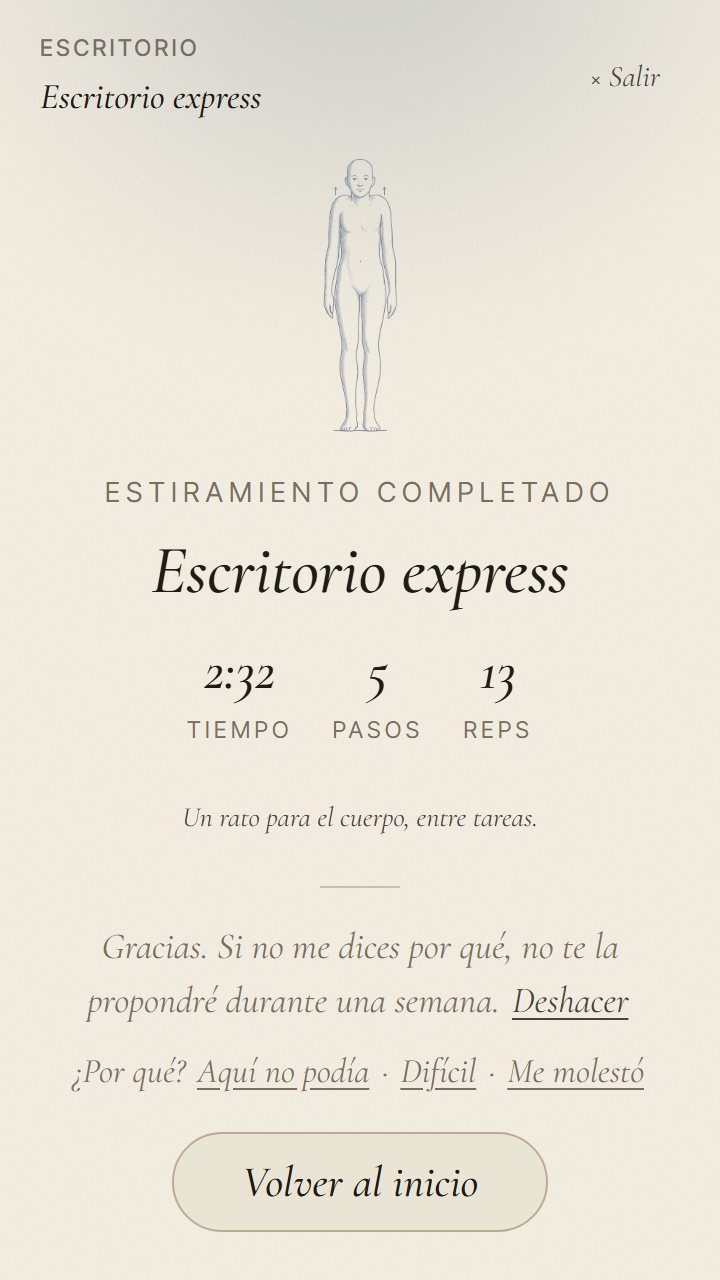 ESCRITORIO
Escritorio express
× Salir
ESTIRAMIENTO COMPLETADO
Escritorio express
2:32 5 13
TIEMPO PASOS REPS
Un rato para el cuerpo, entre tareas.
Gracias. Si no me dices por qué, no te la
propondré durante una semana. Deshacer
¿Por qué? Aquí no podía · Difícil · Me molestó
Volver al inicio